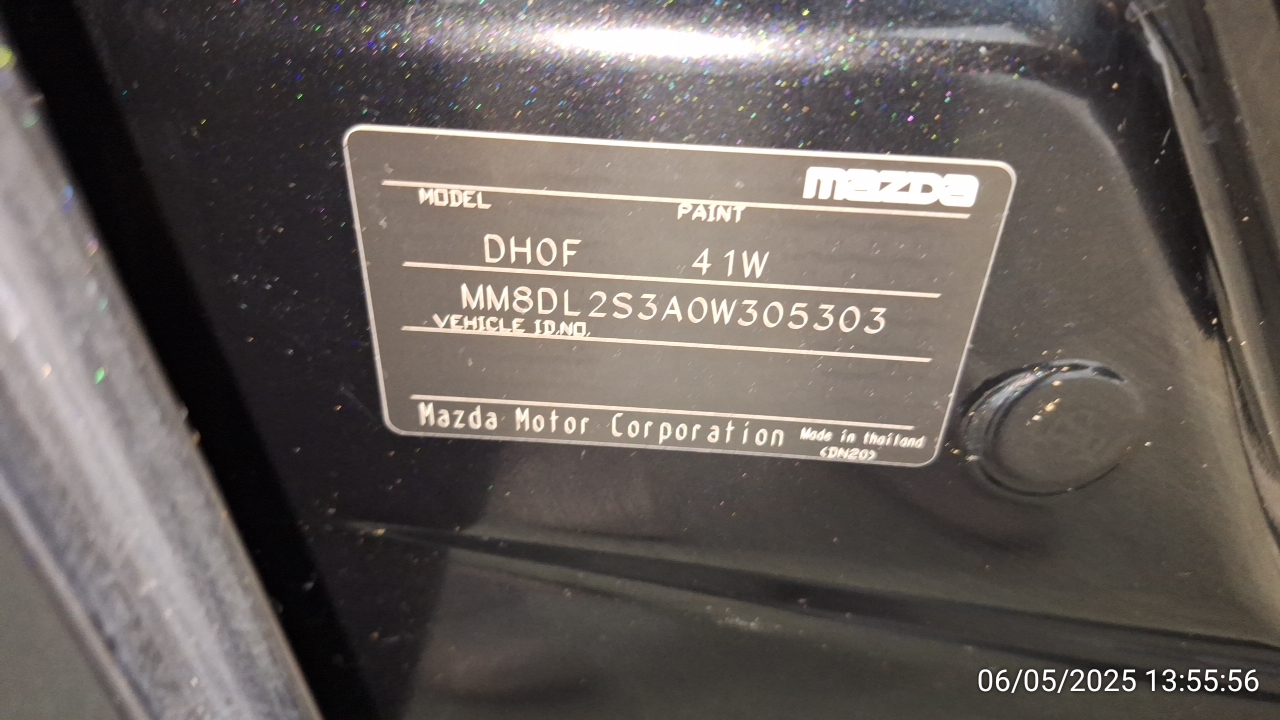 mazda
MODEL PAINT
DH0F 41W
MM8DL2S3A0W305303
VEHICLE ID.NO.
Mazda Motor Corporation Made in thailand
(DN20)
06/05/2025 13:55:56